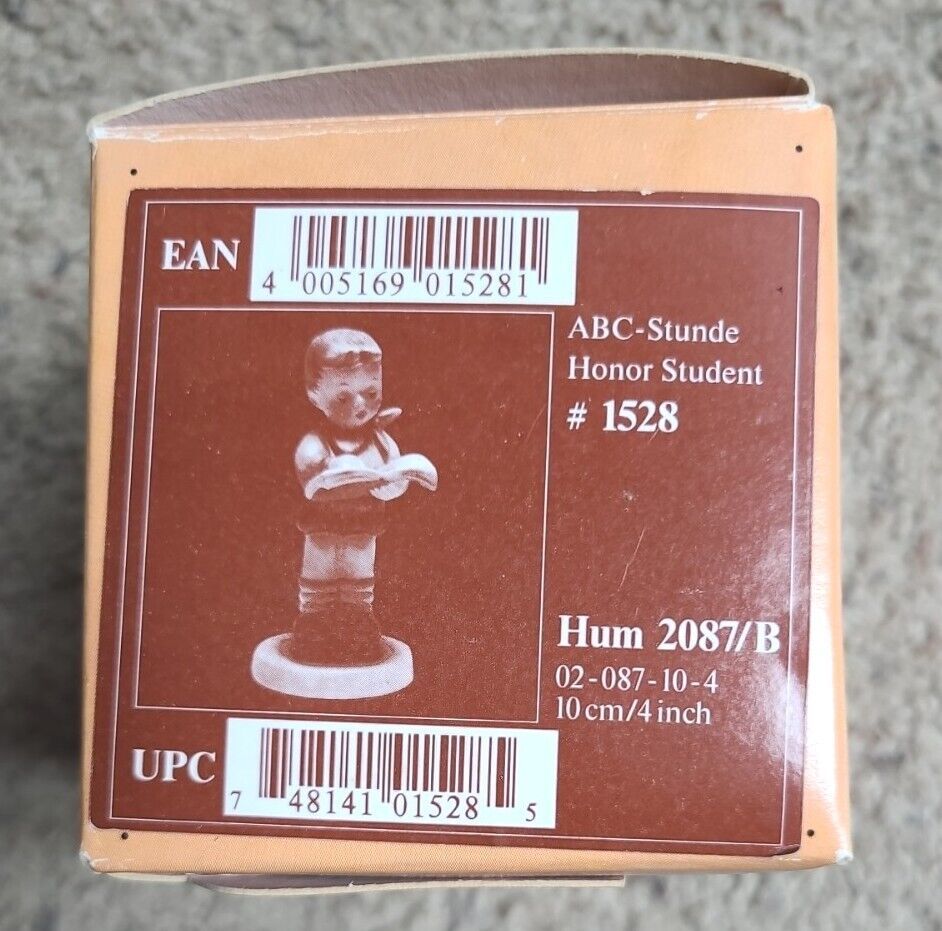 EAN
4 005169 015281
ABC-Stunde
Honor Student
# 1528
Hum 2087/B
02-087-10-4
10 cm/4 inch
UPC
7 48141 01528 5